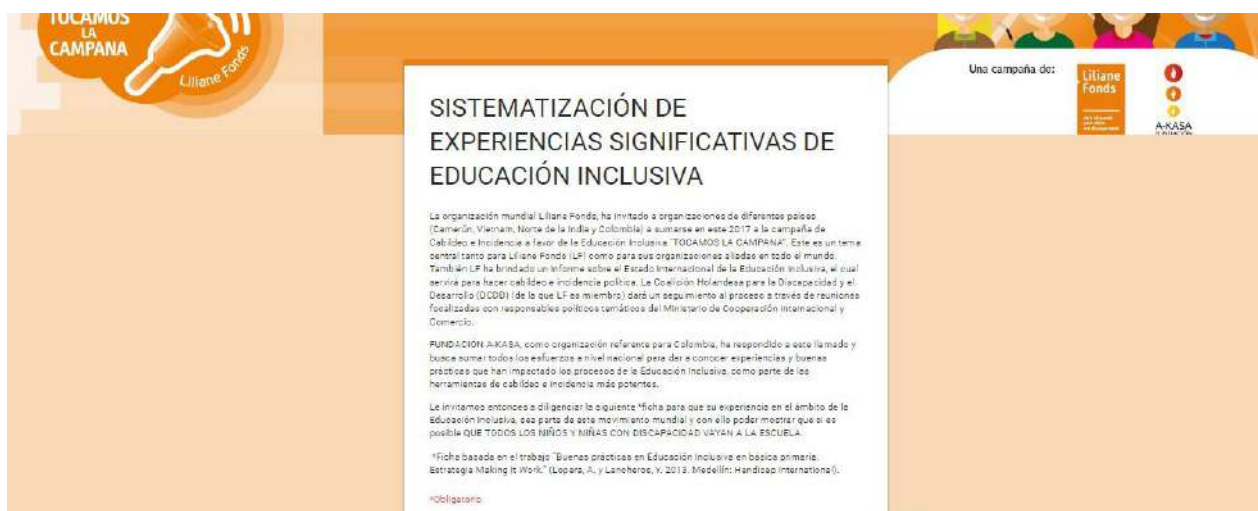 TOCAMOS
LA
CAMPANA
Liliane Fonds
Una campaña de:
Liliane
Fonds
A-KASA
SISTEMATIZACIÓN DE
EXPERIENCIAS SIGNIFICATIVAS DE
EDUCACIÓN INCLUSIVA
La organización mundial Liliane Fonds, ha invitado a organizaciones de diferentes países
(Camerún, Vietnam, Norte de la India y Colombia) a sumarse en este 2017 a la campaña de
Cabildeo e Incidencia a favor de la Educación Inclusiva "TOCAMOS LA CAMPANA". Este es un tema
central tanto para Liliane Fonds (LF) como para sus organizaciones aliadas en todo el mundo.
También LF ha brindado un informe sobre el Estado Internacional de la Educación Inclusiva, el cual
servirá para hacer cabildeo e incidencia política. La Coalición Holandesa para la Discapacidad y el
Desarrollo (DCDD) (de la que LF es miembro) dará un seguimiento al proceso a través de reuniones
focalizadas con responsables políticos temáticos del Ministerio de Cooperación Internacional y
Comercio.
FUNDACIÓN A-KASA, como organización referente para Colombia, ha respondido a este llamado y
busca sumar todos los esfuerzos a nivel nacional para dar a conocer experiencias y buenas
prácticas que han impactado los procesos de la Educación Inclusiva, como parte de las
herramientas de cabildeo e incidencia más potentes.
Le invitamos entonces a diligenciar la siguiente *ficha para que su experiencia en el ámbito de la
Educación Inclusiva, sea parte de este movimiento mundial y con ello poder mostrar que si es
posible QUE TODOS LOS NIÑOS Y NIÑAS CON DISCAPACIDAD VAYAN A LA ESCUELA.
*Ficha basada en el trabajo "Buenas prácticas en Educación Inclusiva en básica primaria.
Estrategia Making It Work." (Lopera, A. y Lancheros, Y. 2013. Medellín: Handicap International).
*Obligatorio